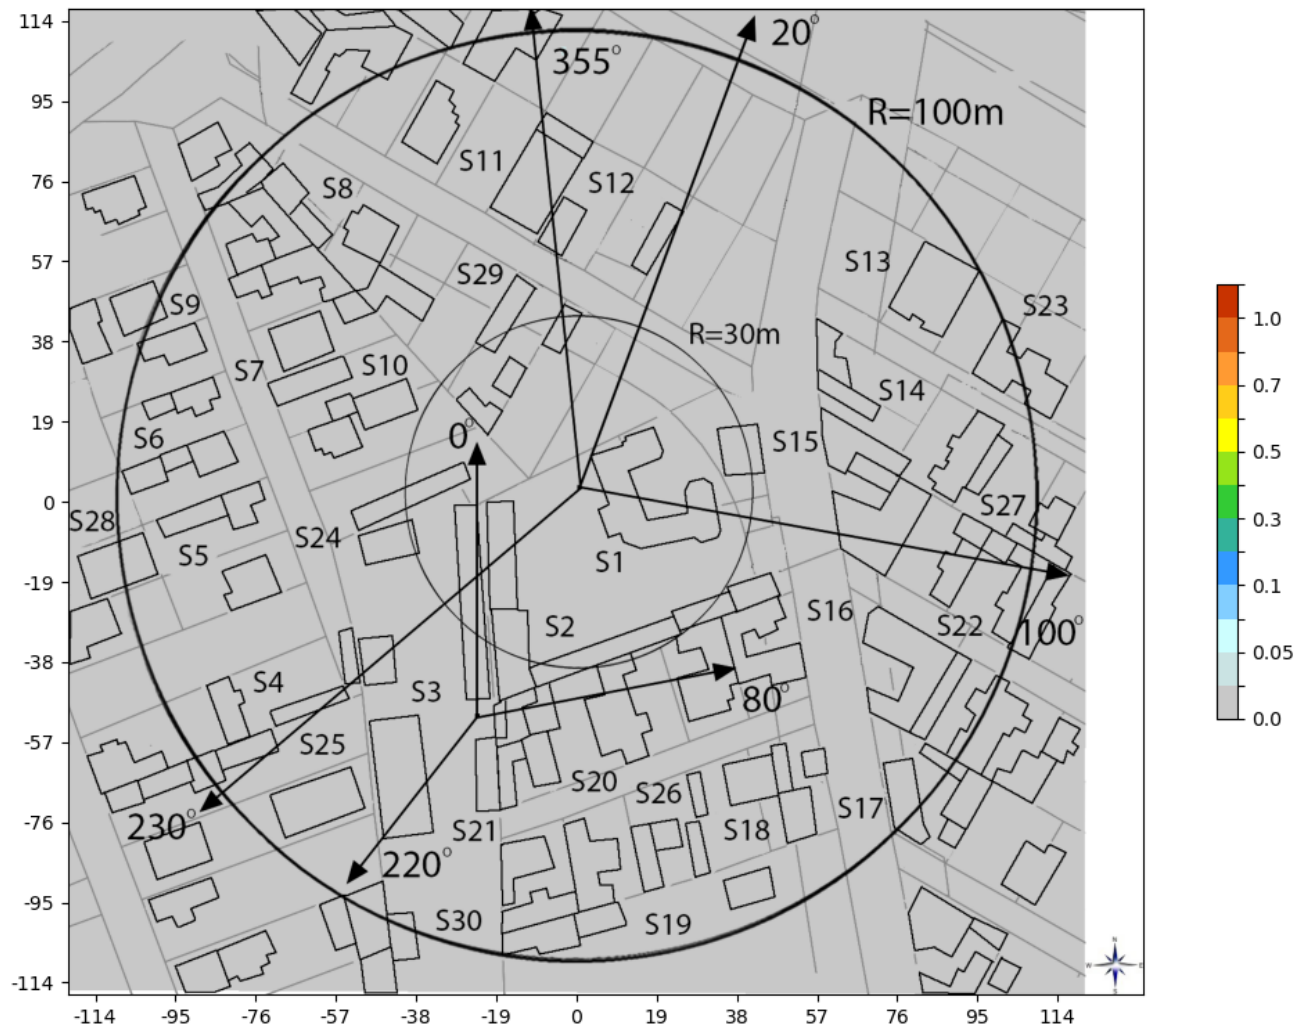 114
95
76
57
38
19
0
-19
-38
-57
-76
-95
-114
355°
20°
R=100m
S11
S12
S8
S13
S29
S23
S9
R=30m
S10
S7
S14
0°
S15
S6
S27
S28
S24
S5
S1
S16
S2
S22
100°
S4
S3
80°
S25
S20
S26
S17
230°
S21
S18
220°
S30
S19
N
W
E
S
-114 -95 -76 -57 -38 -19 0 19 38 57 76 95 114
1.0
0.7
0.5
0.3
0.1
0.05
0.0